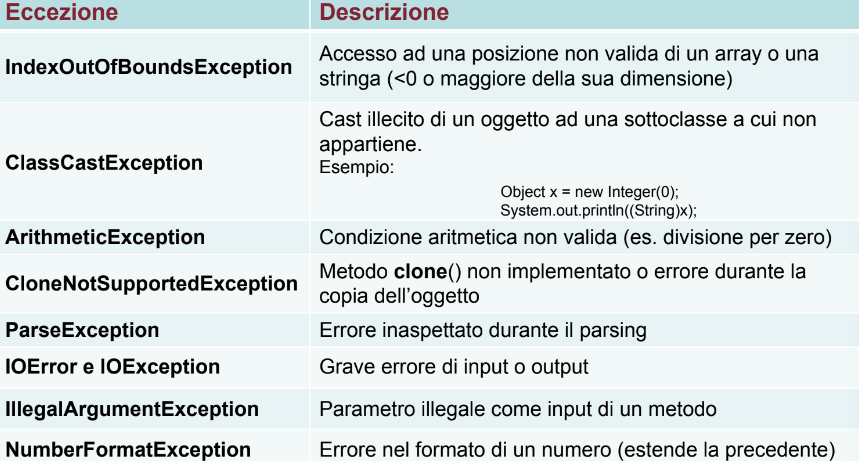 Eccezione Descrizione
IndexOutOfBoundsException
Accesso ad una posizione non valida di un array o una
stringa (<0 o maggiore della sua dimensione)
ClassCastException
Cast illecito di un oggetto ad una sottoclasse a cui non
appartiene.
Esempio:
Object x = new Integer(0);
System.out.println((String)x);
ArithmeticException Condizione aritmetica non valida (es. divisione per zero)
CloneNotSupportedException
Metodo clone() non implementato o errore durante la
copia dell'oggetto
ParseException Errore inaspettato durante il parsing
IOError e IOException Grave errore di input o output
IllegalArgumentException Parametro illegale come input di un metodo
NumberFormatException Errore nel formato di un numero (estende la precedente)